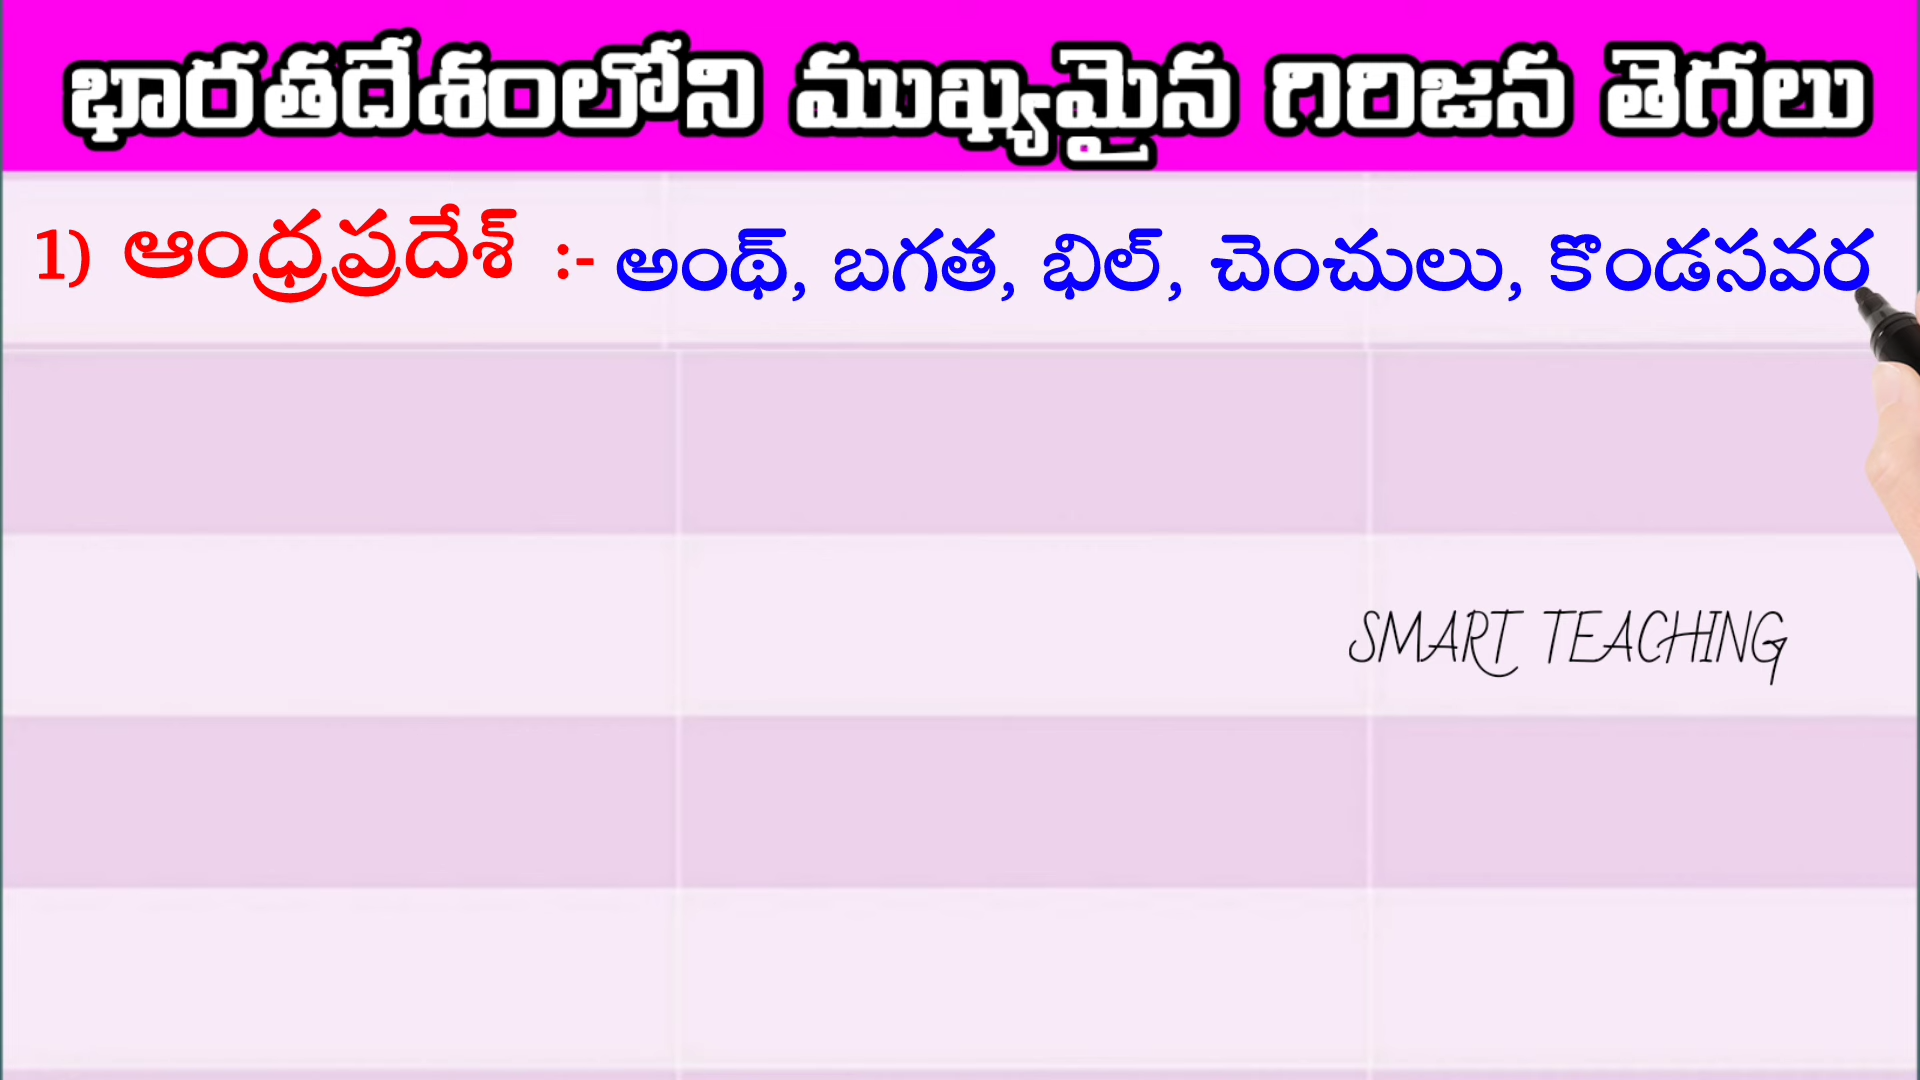 భారతదేశంలోని ముఖ్యమైన గిరిజన తెగలు
1) ఆంధ్రప్రదేశ్ :- అంథ్, బగత, భిల్, చెంచులు, కొండసవర
SMART TEACHING